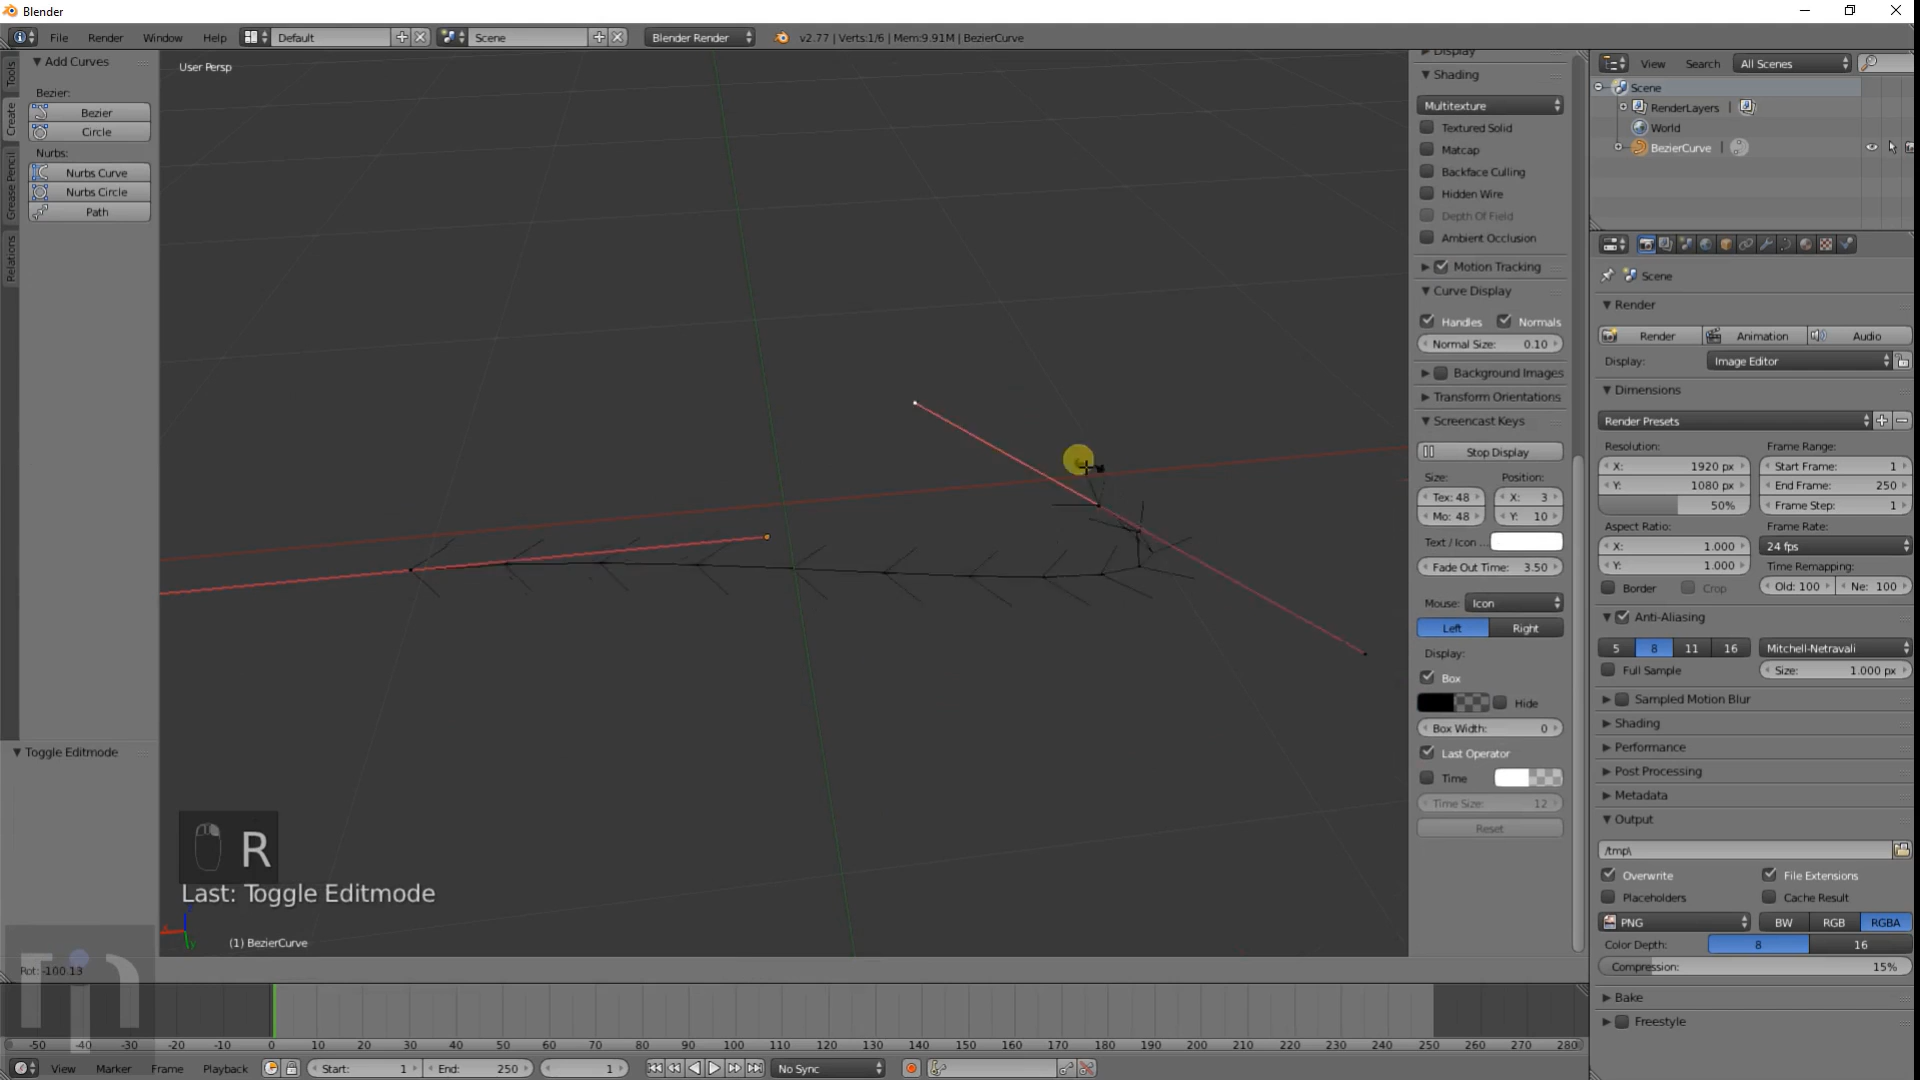 Blender
File Render Window Help Default Scene Blender Render v2.77 | Verts:1/6 | Mem:9.91M | BezierCurve
Tools
Create
Grease Pencil
Relations
Add Curves
Bezier:
Bezier
Circle
Nurbs:
Nurbs Curve
Nurbs Circle
Path
Toggle Editmode
User Persp
R
Last: Toggle Editmode
(1) BezierCurve
Rot: -100.13
Display
Shading
Multitexture
Textured Solid
Matcap
Backface Culling
Hidden Wire
Depth Of Field
Ambient Occlusion
Motion Tracking
Curve Display
Handles Normals
Normal Size: 0.10
Background Images
Transform Orientations
Screencast Keys
Stop Display
Size: Position:
Tex: 48 X: 3
Mo: 48 Y: 10
Text / Icon ...
Fade Out Time: 3.50
Mouse: Icon
Left Right
Display:
Box
Hide
Box Width: 0
Last Operator
Time
Time Size: 12
Reset
View Search All Scenes
Scene
RenderLayers |
World
BezierCurve |
Scene
Render
Render Animation Audio
Display: Image Editor
Dimensions
Render Presets
Resolution: Frame Range:
X: 1920 px Start Frame: 1
Y: 1080 px End Frame: 250
50% Frame Step: 1
Aspect Ratio: Frame Rate:
X: 1.000 24 fps
Y: 1.000 Time Remapping:
Border Crop Old: 100 Ne: 100
Anti-Aliasing
5 8 11 16 Mitchell-Netravali
Full Sample Size: 1.000 px
Sampled Motion Blur
Shading
Performance
Post Processing
Metadata
Output
/tmp\
Overwrite File Extensions
Placeholders Cache Result
PNG BW RGB RGBA
Color Depth: 8 16
Compression: 15%
Bake
Freestyle
-50 -40 -30 -20 -10 0 10 20 30 40 50 60 70 80 90 100 110 120 130 140 150 160 170 180 190 200 210 220 230 240 250 260 270 280
View Marker Frame Playback Start: 1 End: 250 1 No Sync